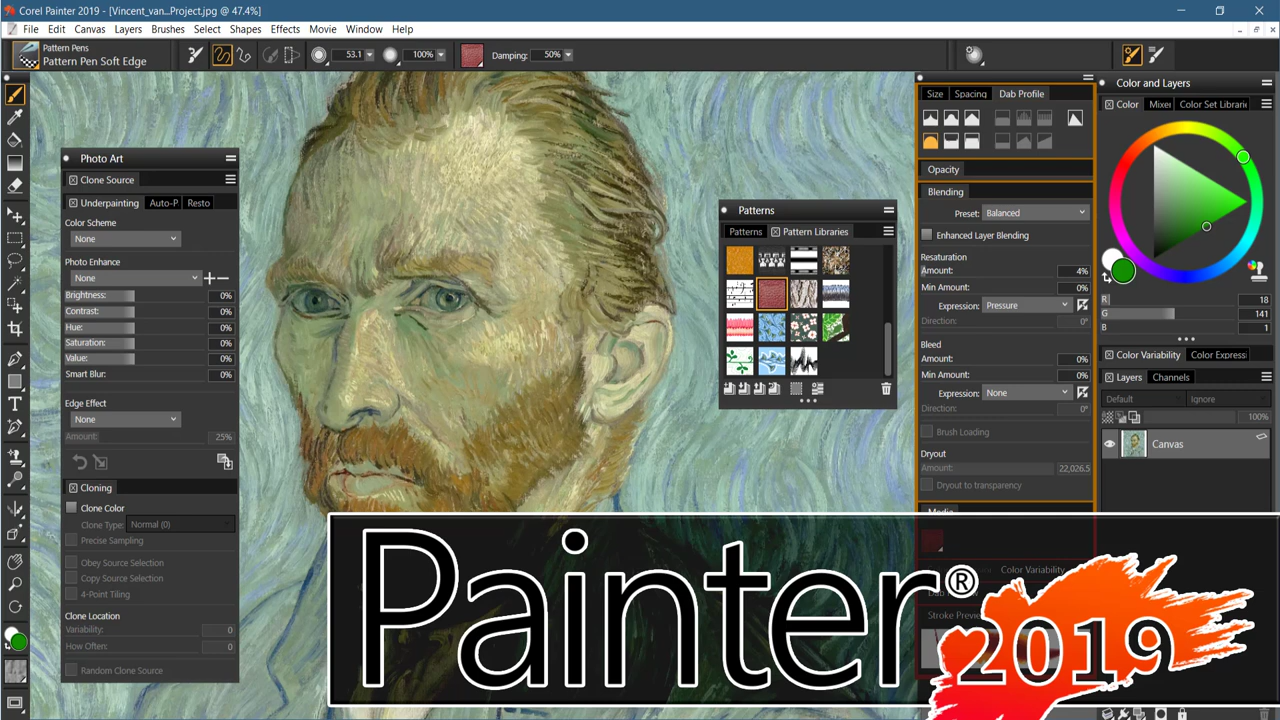 Corel Painter 2019 - [Vincent_van...Project.jpg @ 47.4%]
File Edit Canvas Layers Brushes Select Shapes Effects Movie Window Help
Pattern Pens
Pattern Pen Soft Edge
53.1
100%
Damping: 50%
Photo Art
Clone Source
Underpainting Auto-P Resto
Color Scheme
None
Photo Enhance
None
Brightness: 0%
Contrast: 0%
Hue: 0%
Saturation: 0%
Value: 0%
Smart Blur: 0%
Edge Effect
None
Amount: 25%
Cloning
Clone Color
Clone Type: Normal (0)
Precise Sampling
Obey Source Selection
Copy Source Selection
4-Point Tiling
Clone Location
Variability: 0
How Often: 0
Random Clone Source
Patterns
Patterns Pattern Libraries
Size Spacing Dab Profile
Opacity
Blending
Preset: Balanced
Enhanced Layer Blending
Resaturation
Amount: 4%
Min Amount: 0%
Expression: Pressure
Direction: 0°
Bleed
Amount: 0%
Min Amount: 0%
Expression: None
Direction: 0°
Brush Loading
Dryout
Amount: 22,026.5
Dryout to transparency
Media
Color Variability
Stroke Previe
Color and Layers
Color Mixer Color Set Librari
R 18
G 141
B 1
Color Variability Color Express
Layers Channels
Default Ignore
100%
Canvas
Painter®
2019